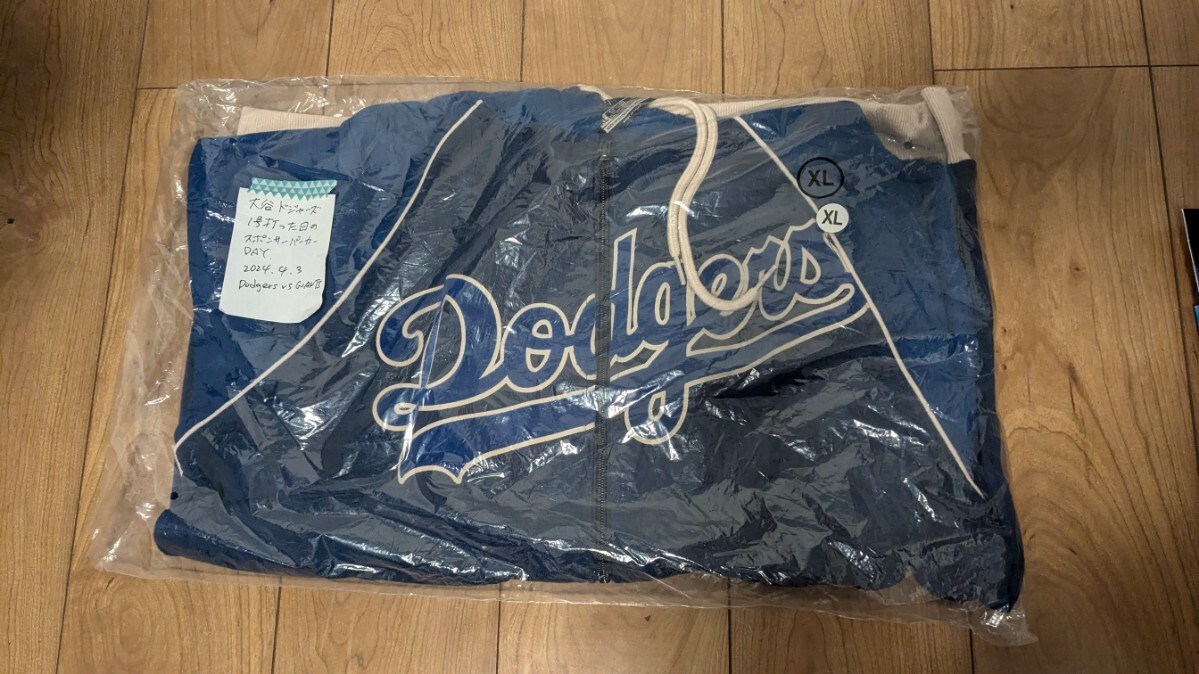 大谷ドジャース
1号打った日の
スポンサーパーカー
DAY.
2024.4.3
Dodgers vs GIANTS
Dodgers
XL
XL